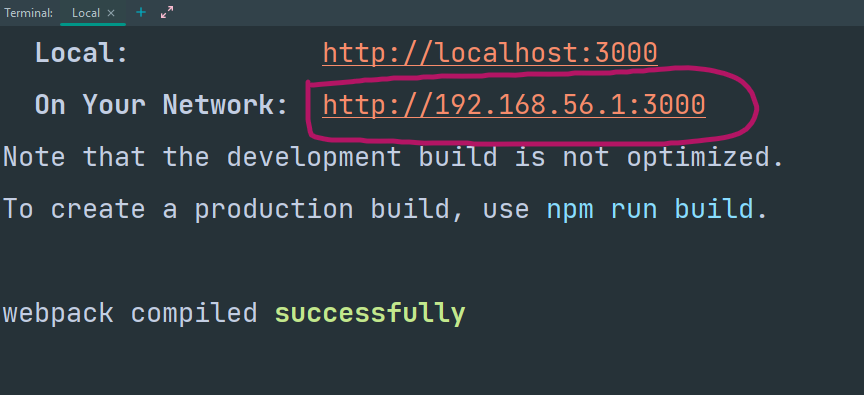 Terminal: Local × +
Local: http://localhost:3000
On Your Network: http://192.168.56.1:3000
Note that the development build is not optimized.
To create a production build, use npm run build.
webpack compiled successfully